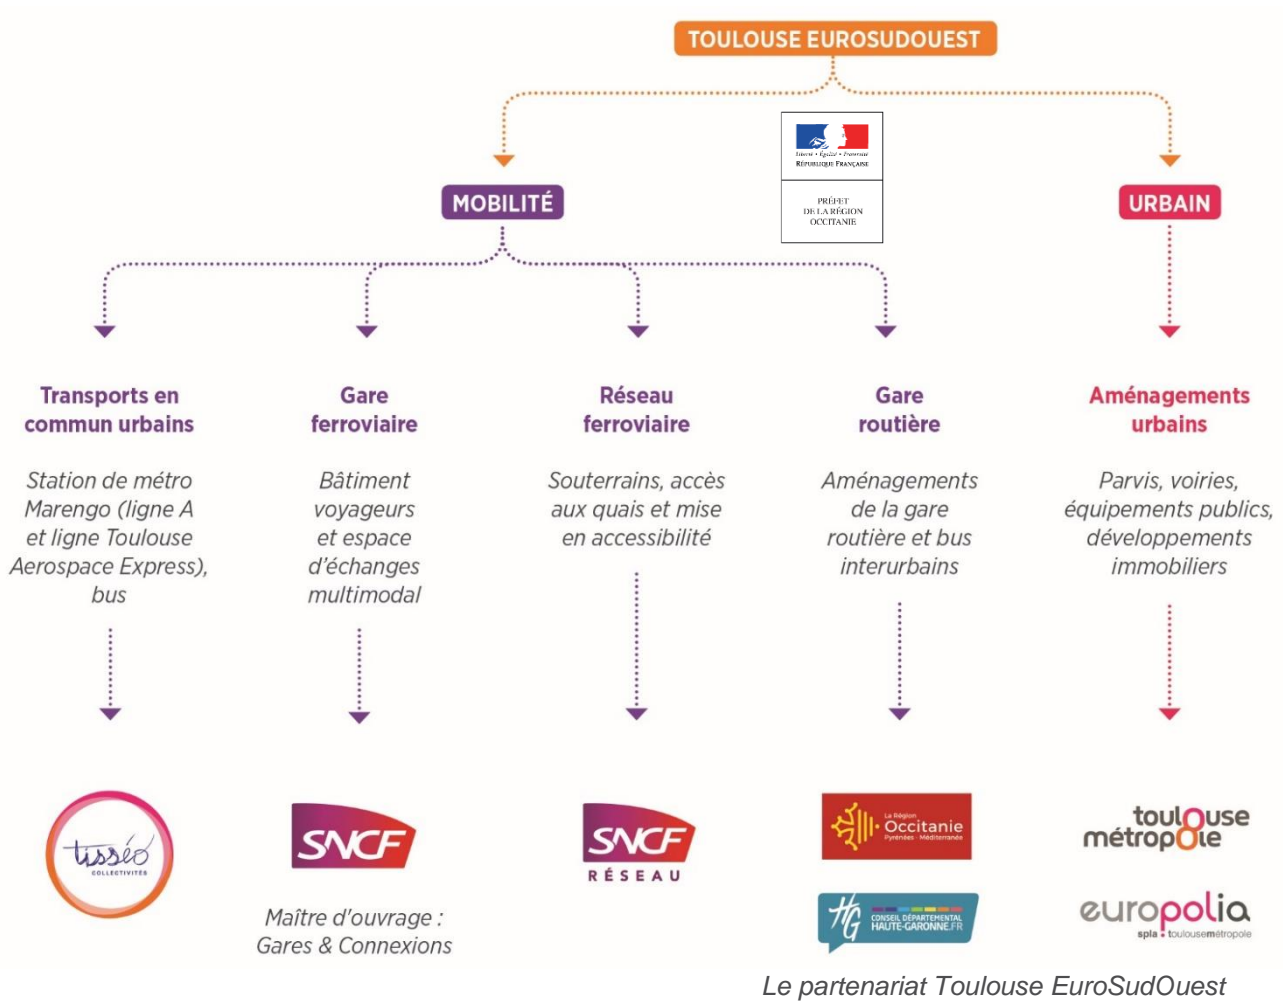 TOULOUSE EUROSUDOUEST
Liberté • Égalité • Fraternité
RÉPUBLIQUE FRANÇAISE
PRÉFET
DE LA RÉGION
OCCITANIE
MOBILITÉ
URBAIN
Transports en
commun urbains
Station de métro
Marengo (ligne A
et ligne Toulouse
Aerospace Express),
bus
tisséo
COLLECTIVITÉS
Gare
ferroviaire
Bâtiment
voyageurs
et espace
d'échanges
multimodal
SNCF
Maître d'ouvrage :
Gares & Connexions
Réseau
ferroviaire
Souterrains, accès
aux quais et mise
en accessibilité
SNCF
RÉSEAU
Gare
routière
Aménagements
de la gare
routière et bus
interurbains
La Région
Occitanie
Pyrénées - Méditerranée
HG
CONSEIL DÉPARTEMENTAL
HAUTE-GARONNE.FR
Aménagements
urbains
Parvis, voiries,
équipements publics,
développements
immobiliers
toulouse
métropole
europolia
spla • toulousemétropole
Le partenariat Toulouse EuroSudOuest